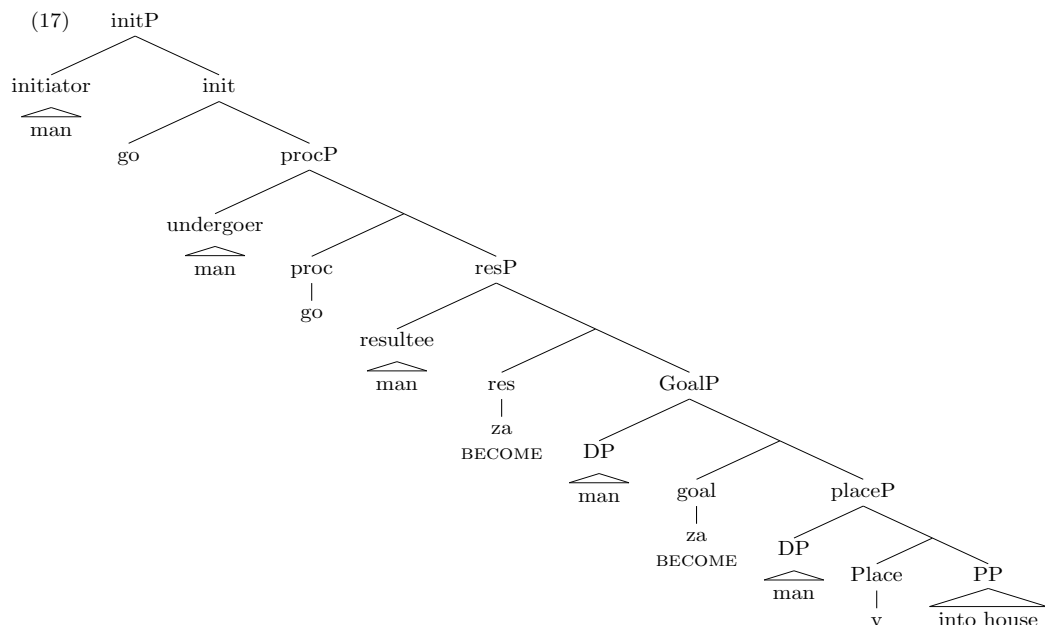 (17) initP
initiator init
man
go procP
undergoer
man proc resP
go
resultee
man res GoalP
za
BECOME DP
man goal placeP
za
BECOME DP
man Place PP
v into house